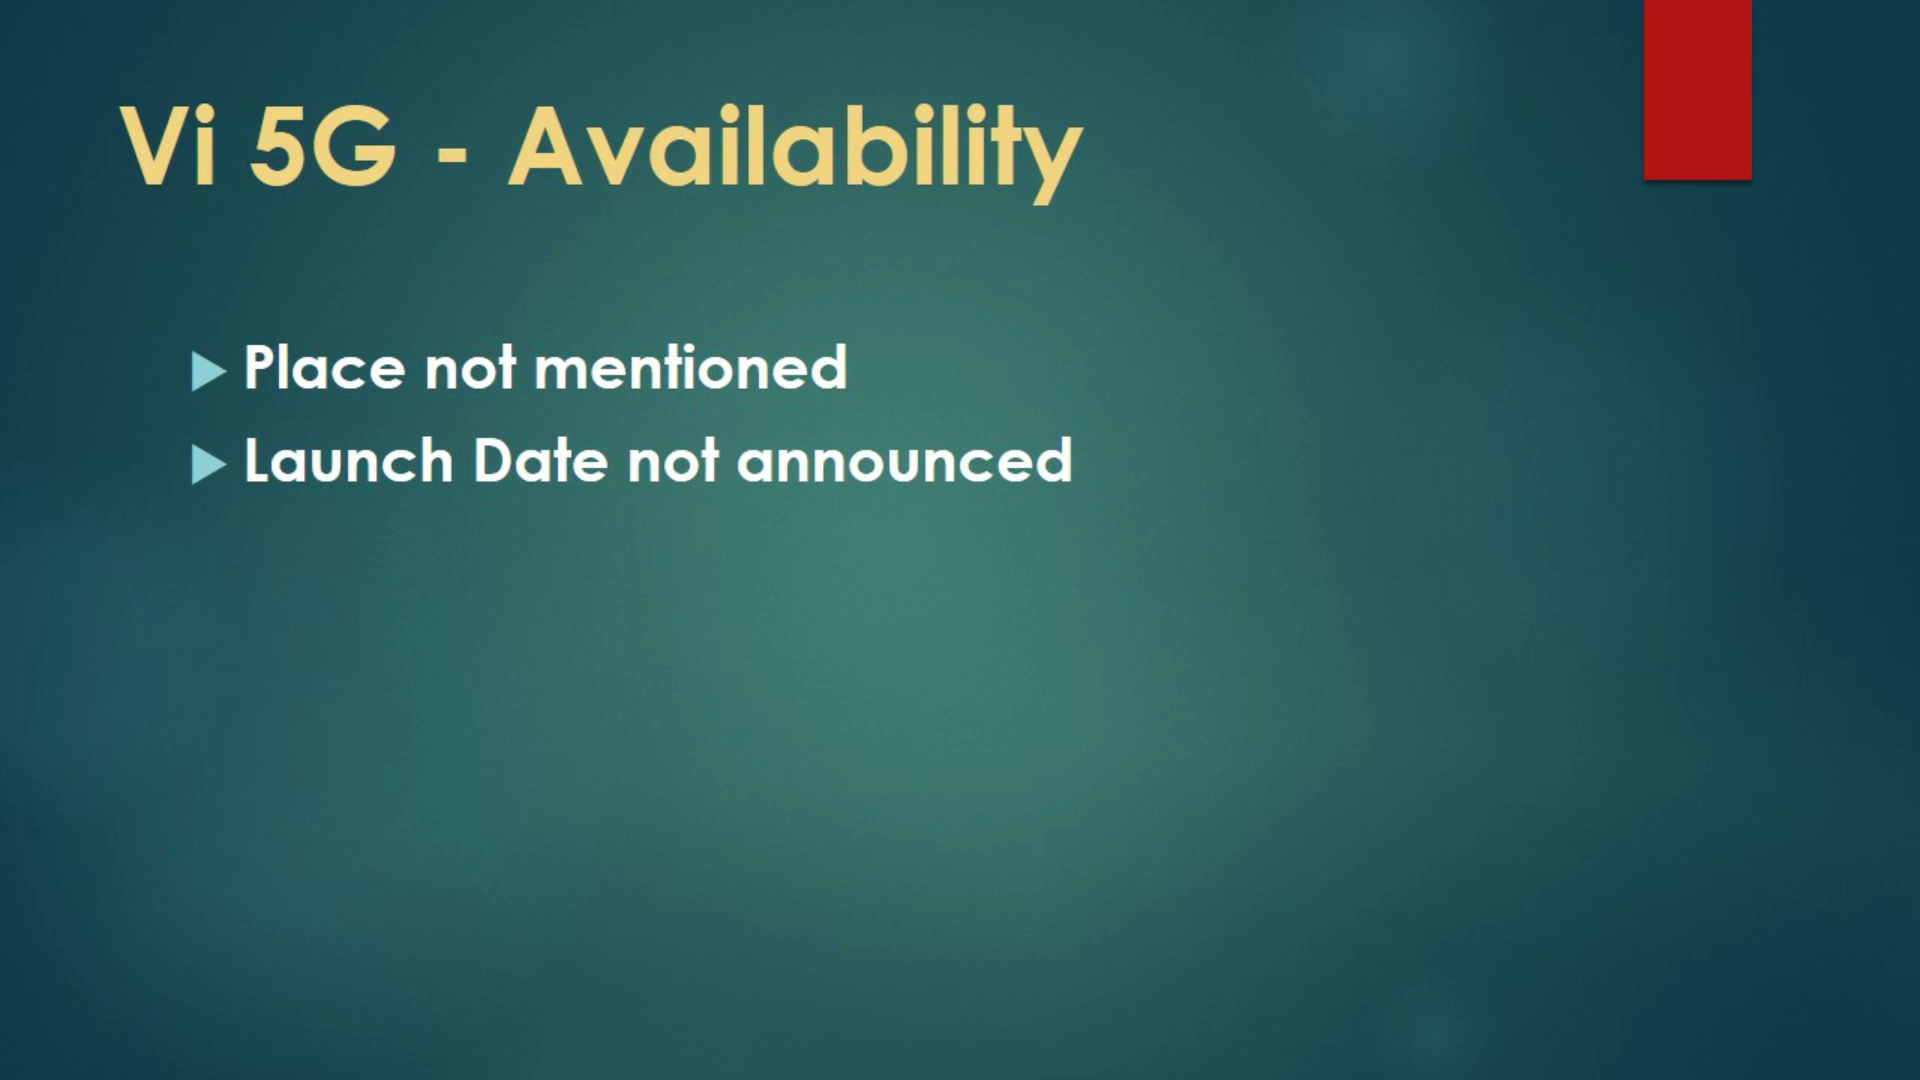 Vi 5G - Availability
Place not mentioned
Launch Date not announced